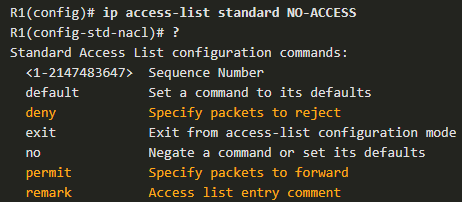 R1(config)# ip access-list standard NO-ACCESS
R1(config-std-nacl)# ?
Standard Access List configuration commands:
  <1-2147483647>  Sequence Number
  default         Set a command to its defaults
  deny            Specify packets to reject
  exit            Exit from access-list configuration mode
  no              Negate a command or set its defaults
  permit          Specify packets to forward
  remark          Access list entry comment